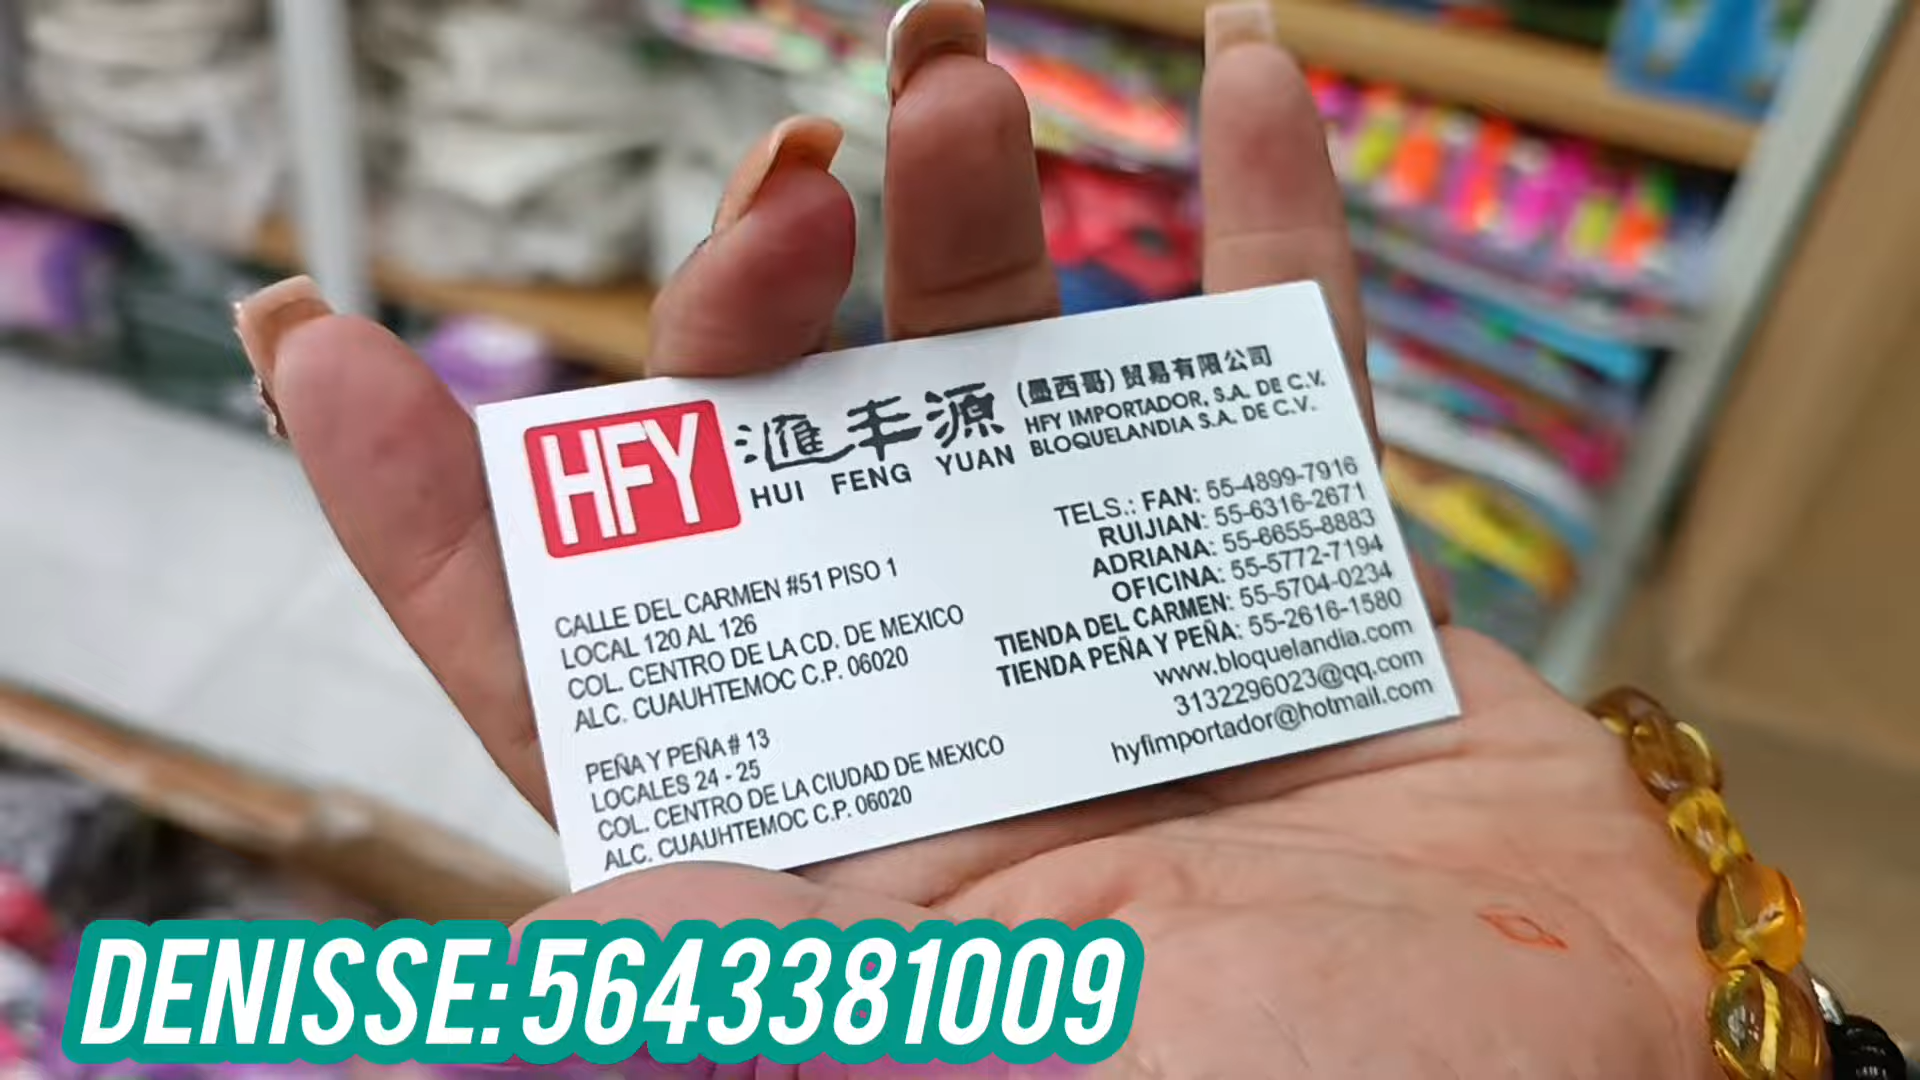 HFY
滙丰源
HUI FENG YUAN
(墨西哥)贸易有限公司
HFY IMPORTADOR, S.A. DE C.V.
BLOQUELANDIA S.A. DE C.V.
CALLE DEL CARMEN #51 PISO 1
LOCAL 120 AL 126
COL. CENTRO DE LA CD. DE MEXICO
ALC. CUAUHTEMOC C.P. 06020
PEÑA Y PEÑA # 13
LOCALES 24 - 25
COL. CENTRO DE LA CIUDAD DE MEXICO
ALC. CUAUHTEMOC C.P. 06020
TELS.: FAN: 55-4899-7916
RUIJIAN: 55-6316-2671
ADRIANA: 55-6655-8883
OFICINA: 55-5772-7194
TIENDA DEL CARMEN: 55-5704-0234
TIENDA PEÑA Y PEÑA: 55-2616-1580
www.bloquelandia.com
3132296023@qq.com
hyfimportador@hotmail.com
DENISSE:5643381009